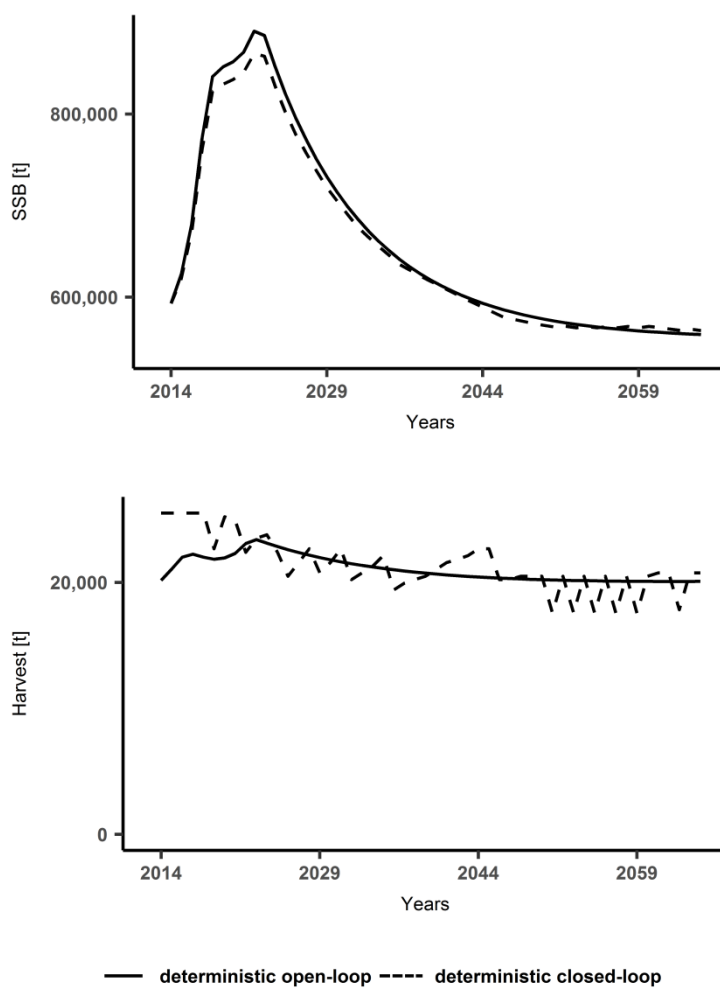 SSB [t]
800,000
600,000
2014 2029 2044 2059
Years
Harvest [t]
20,000
0
2014 2029 2044 2059
Years
deterministic open-loop deterministic closed-loop